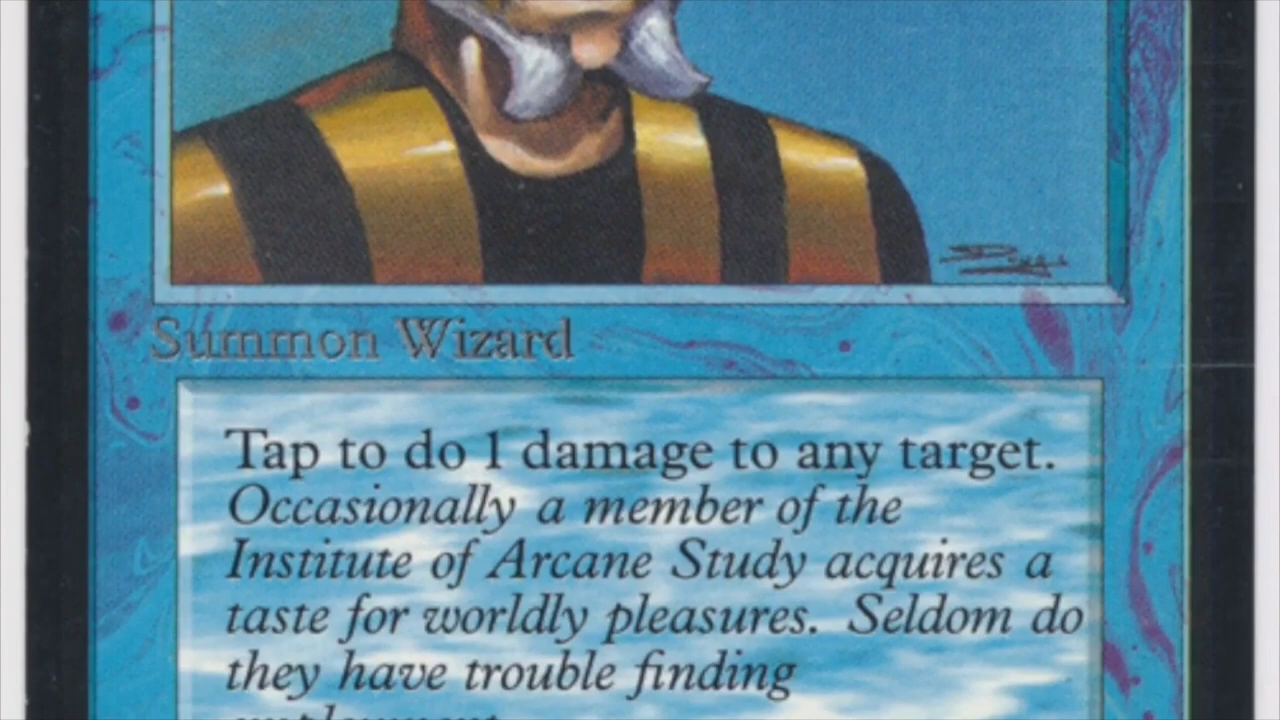 Summon Wizard
Tap to do 1 damage to any target.
Occasionally a member of the
Institute of Arcane Study acquires a
taste for worldly pleasures. Seldom do
they have trouble finding